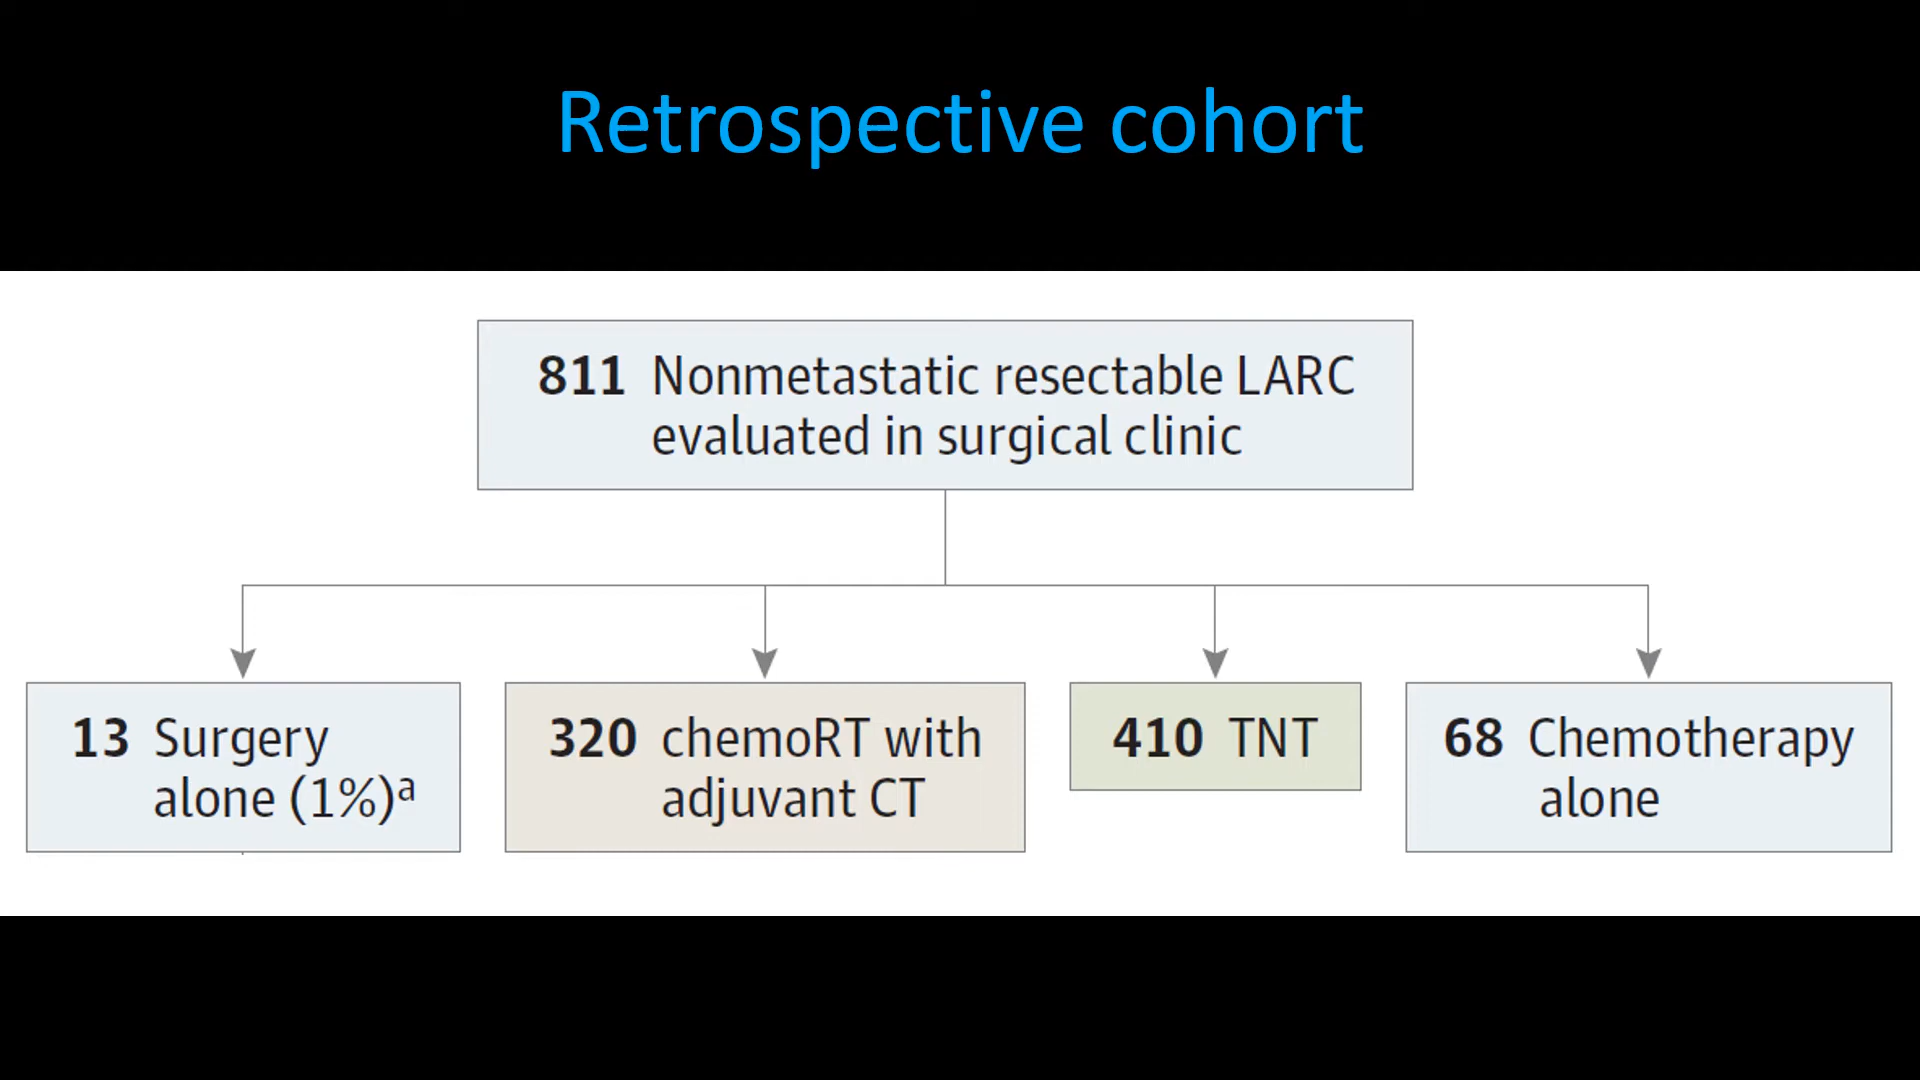 Retrospective cohort
811 Nonmetastatic resectable LARC
evaluated in surgical clinic
13 Surgery
alone (1%)ᵃ
320 chemoRT with
adjuvant CT
410 TNT
68 Chemotherapy
alone